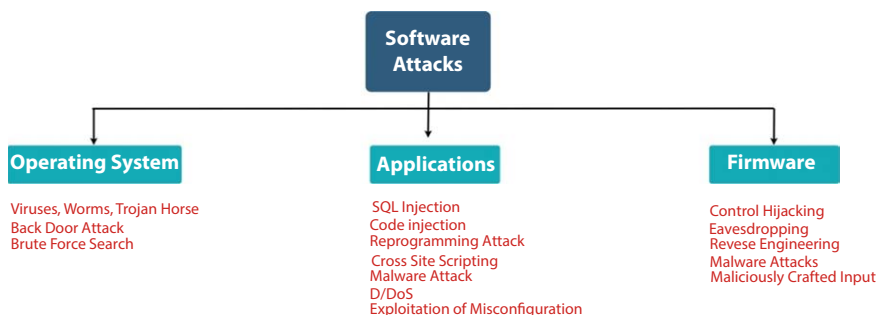 Software
Attacks
Operating System
Viruses, Worms, Trojan Horse
Back Door Attack
Brute Force Search
Applications
SQL Injection
Code injection
Reprogramming Attack
Cross Site Scripting
Malware Attack
D/DoS
Exploitation of Misconfiguration
Firmware
Control Hijacking
Eavesdropping
Revese Engineering
Malware Attacks
Maliciously Crafted Input